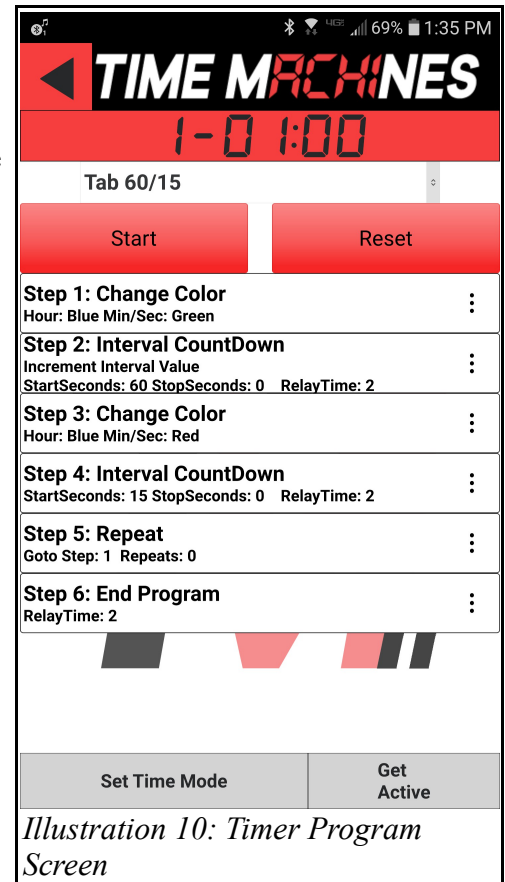 4GE 69% 1:35 PM
TIME MACHINES
1-01:00
Tab 60/15
Start Reset
Step 1: Change Color
Hour: Blue Min/Sec: Green
Step 2: Interval CountDown
Increment Interval Value
StartSeconds: 60 StopSeconds: 0 RelayTime: 2
Step 3: Change Color
Hour: Blue Min/Sec: Red
Step 4: Interval CountDown
StartSeconds: 15 StopSeconds: 0 RelayTime: 2
Step 5: Repeat
Goto Step: 1 Repeats: 0
Step 6: End Program
RelayTime: 2
Set Time Mode Get
Active
Illustration 10: Timer Program
Screen